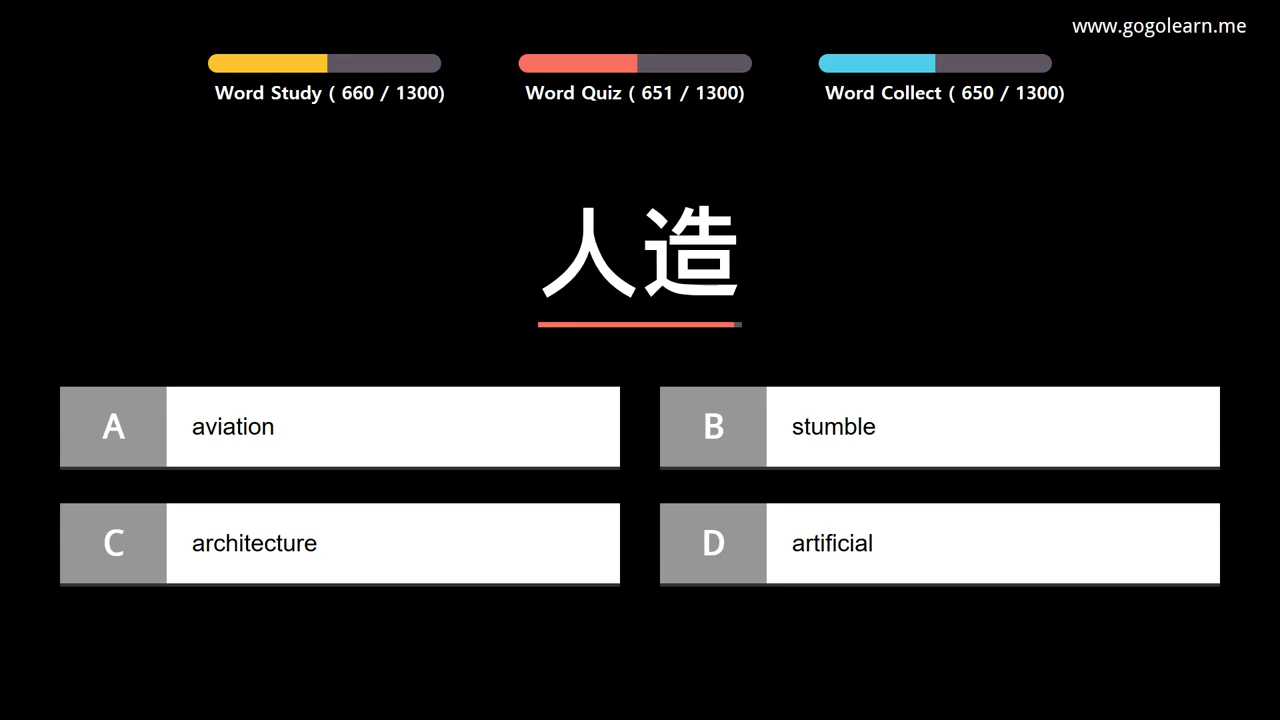 www.gogolearn.me
Word Study ( 660 / 1300)
Word Quiz ( 651 / 1300)
Word Collect ( 650 / 1300)
人造
A aviation
B stumble
C architecture
D artificial